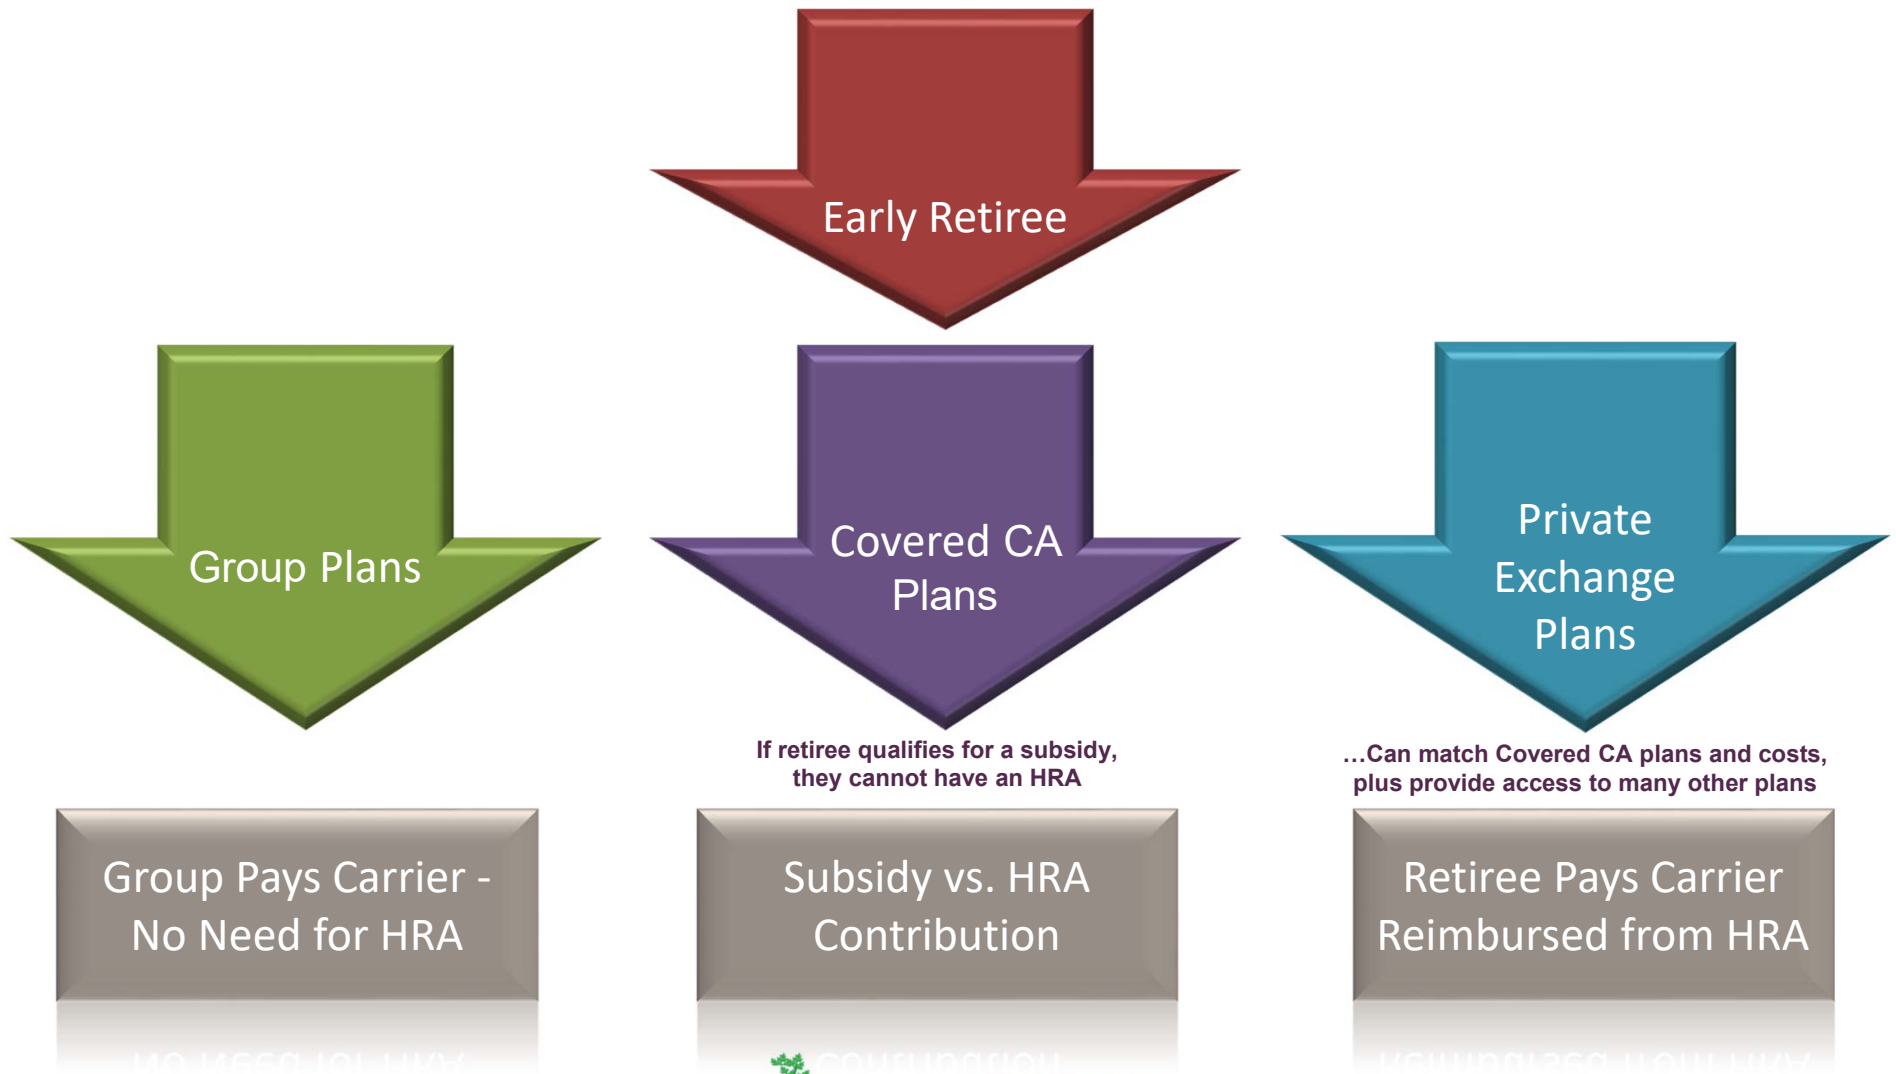 Early Retiree
Group Plans
Covered CA
Plans
Private
Exchange
Plans
If retiree qualifies for a subsidy,
they cannot have an HRA
...Can match Covered CA plans and costs,
plus provide access to many other plans
Group Pays Carrier -
No Need for HRA
Subsidy vs. HRA
Contribution
Retiree Pays Carrier
Reimbursed from HRA